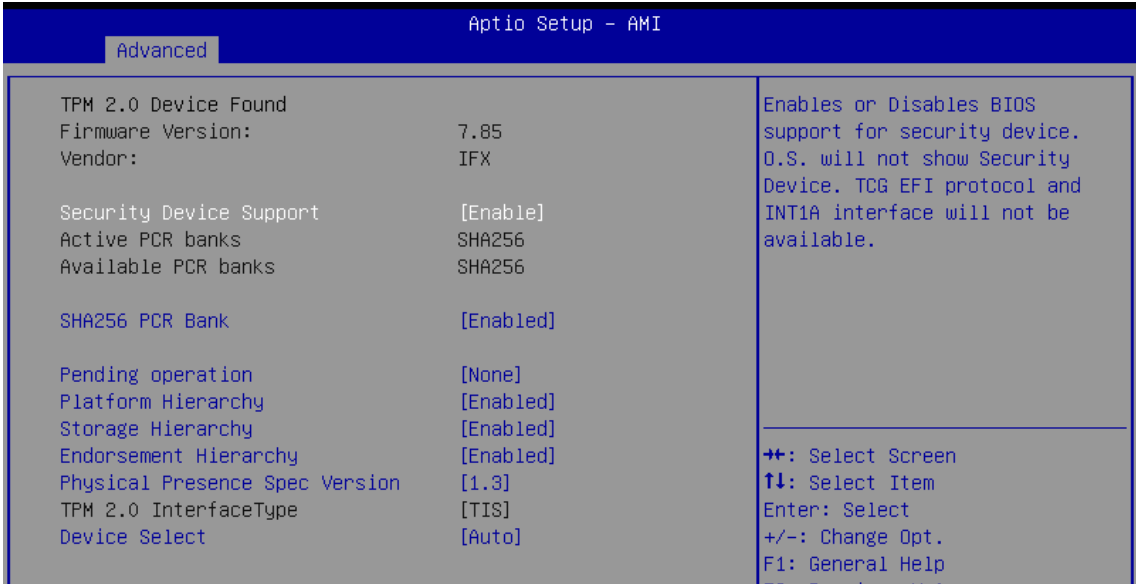 Aptio Setup – AMI
Advanced
TPM 2.0 Device Found
Firmware Version: 7.85
Vendor: IFX
Security Device Support [Enable]
Active PCR banks SHA256
Available PCR banks SHA256
SHA256 PCR Bank [Enabled]
Pending operation [None]
Platform Hierarchy [Enabled]
Storage Hierarchy [Enabled]
Endorsement Hierarchy [Enabled]
Physical Presence Spec Version [1.3]
TPM 2.0 InterfaceType [TIS]
Device Select [Auto]
Enables or Disables BIOS
support for security device.
O.S. will not show Security
Device. TCG EFI protocol and
INT1A interface will not be
available.
→←: Select Screen
↑↓: Select Item
Enter: Select
+/-: Change Opt.
F1: General Help